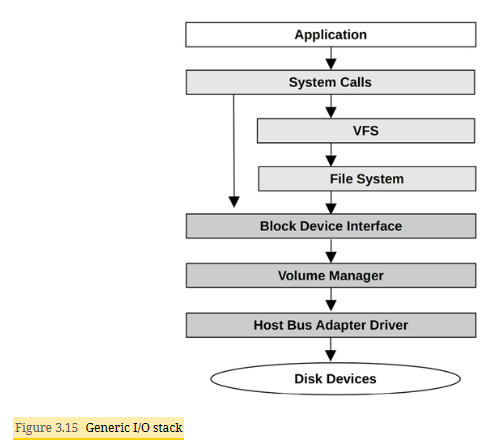 Application
System Calls
VFS
File System
Block Device Interface
Volume Manager
Host Bus Adapter Driver
Disk Devices
Figure 3.15 Generic I/O stack